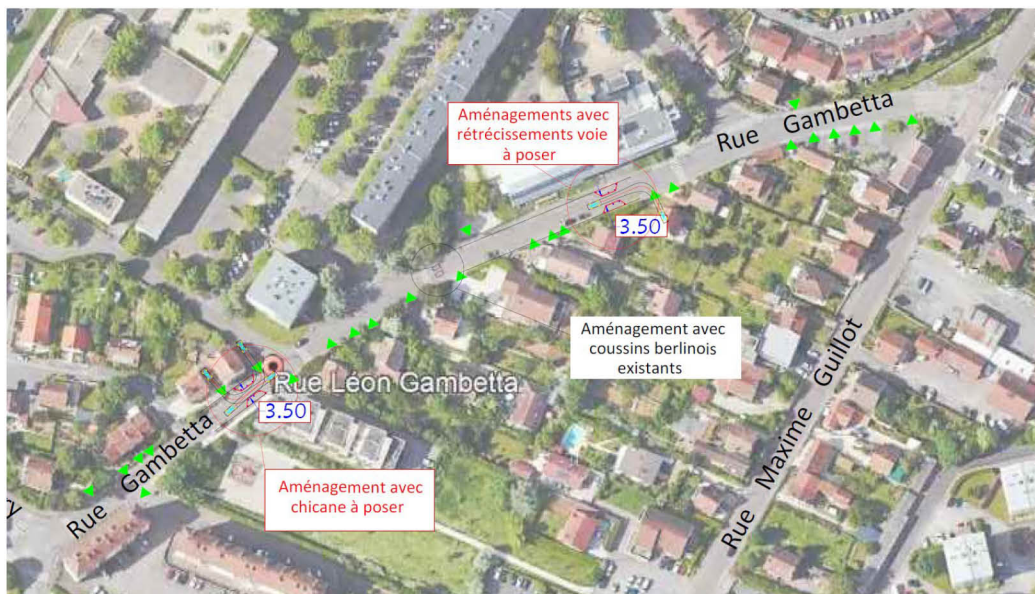 Aménagements avec
rétrécissements voie
à poser
Rue Gambetta
3.50
Aménagement avec
coussins berlinois
existants
Rue Léon Gambetta
3.50
Rue Gambetta
Aménagement avec
chicane à poser
Rue Maxime Guillot